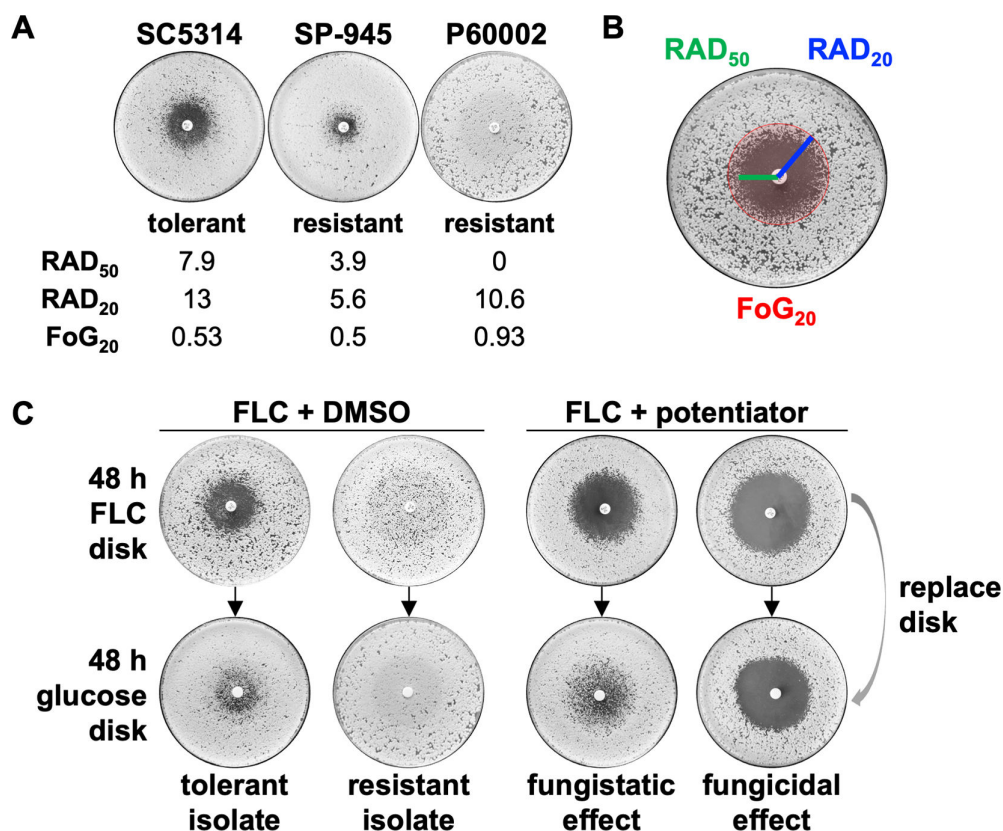 A
SC5314 SP-945 P60002
tolerant resistant resistant
RAD50 7.9 3.9 0
RAD20 13 5.6 10.6
FoG20 0.53 0.5 0.93
B
RAD50 RAD20
FoG20
C
FLC + DMSO FLC + potentiator
48 h
FLC
disk
replace
disk
48 h
glucose
disk
tolerant resistant fungistatic fungicidal
isolate isolate effect effect